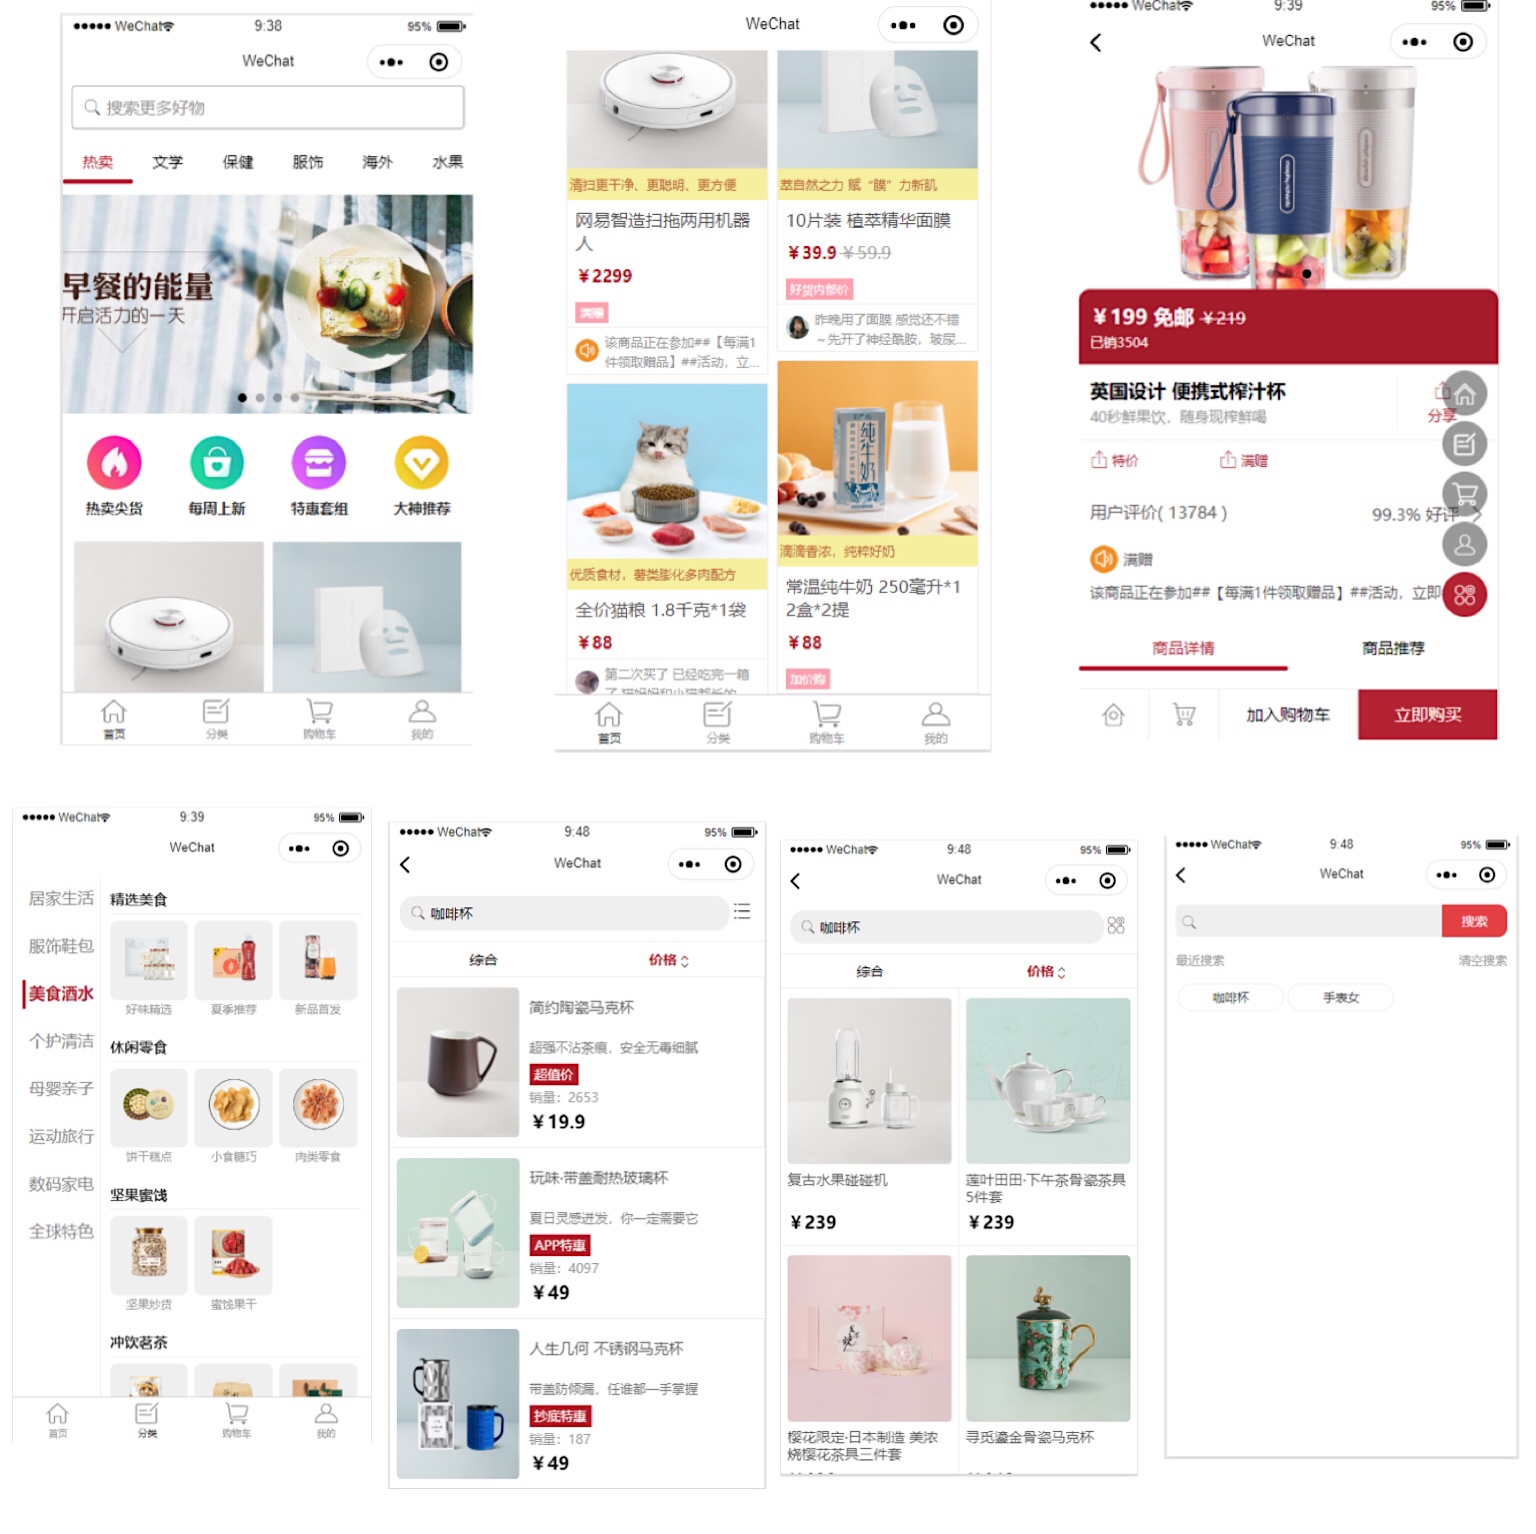 WeChat
9:38
95%
WeChat
搜索更多好物
热卖 文学 保健 服饰 海外 水果
早餐的能量
开启活力的一天
热卖尖货 每周上新 特惠套组 大神推荐
首页 分类 购物车 我的
WeChat
清扫更干净、更聪明、更方便
网易智造扫拖两用机器
人
¥2299
满赠
该商品正在参加##【每满1
件领取赠品】##活动，立...
萃自然之力 赋“膜”力新肌
10片装 植萃精华面膜
¥39.9 ¥59.9
好货内部价
昨晚用了面膜 感觉还不错
～先开了神经酰胺，玻尿...
优质食材，薯类膨化多肉配方
全价猫粮 1.8千克*1袋
¥88
第二次买了 已经吃完一箱
纯牛奶
滴滴香浓，纯粹好奶
常温纯牛奶 250毫升*1
2盒*2提
¥88
加价购
首页 分类 购物车 我的
WeChat
9:39
95%
WeChat
¥199 免邮 ¥219
已销3504
英国设计 便携式榨汁杯
40秒鲜果饮，随身现榨鲜喝
分享
特价 满赠
用户评价( 13784 )
99.3% 好评
满赠
该商品正在参加##【每满1件领取赠品】##活动，立即
商品详情 商品推荐
加入购物车 立即购买
WeChat
9:39
95%
WeChat
居家生活
服饰鞋包
美食酒水
个护清洁
母婴亲子
运动旅行
数码家电
全球特色
精选美食
好味精选 夏季推荐 新品首发
休闲零食
饼干糕点 小食糖巧 肉类零食
坚果蜜饯
坚果炒货 蜜饯果干
冲饮茗茶
首页 分类 购物车 我的
WeChat
9:48
95%
WeChat
咖啡杯
综合 价格
简约陶瓷马克杯
超强不沾茶痕，安全无毒细腻
超值价
销量：2653
¥19.9
玩味·带盖耐热玻璃杯
夏日灵感迸发，你一定需要它
APP特惠
销量：4097
¥49
人生几何 不锈钢马克杯
带盖防倾漏，任谁都一手掌握
抄底特惠
销量：187
¥49
WeChat
9:48
95%
WeChat
咖啡杯
综合 价格
复古水果碰碰机
¥239
莲叶田田·下午茶骨瓷茶具
5件套
¥239
樱花限定·日本制造 美浓
烧樱花茶具三件套
寻觅鎏金骨瓷马克杯
WeChat
9:48
95%
WeChat
搜索
最近搜索 清空搜索
咖啡杯 手表女